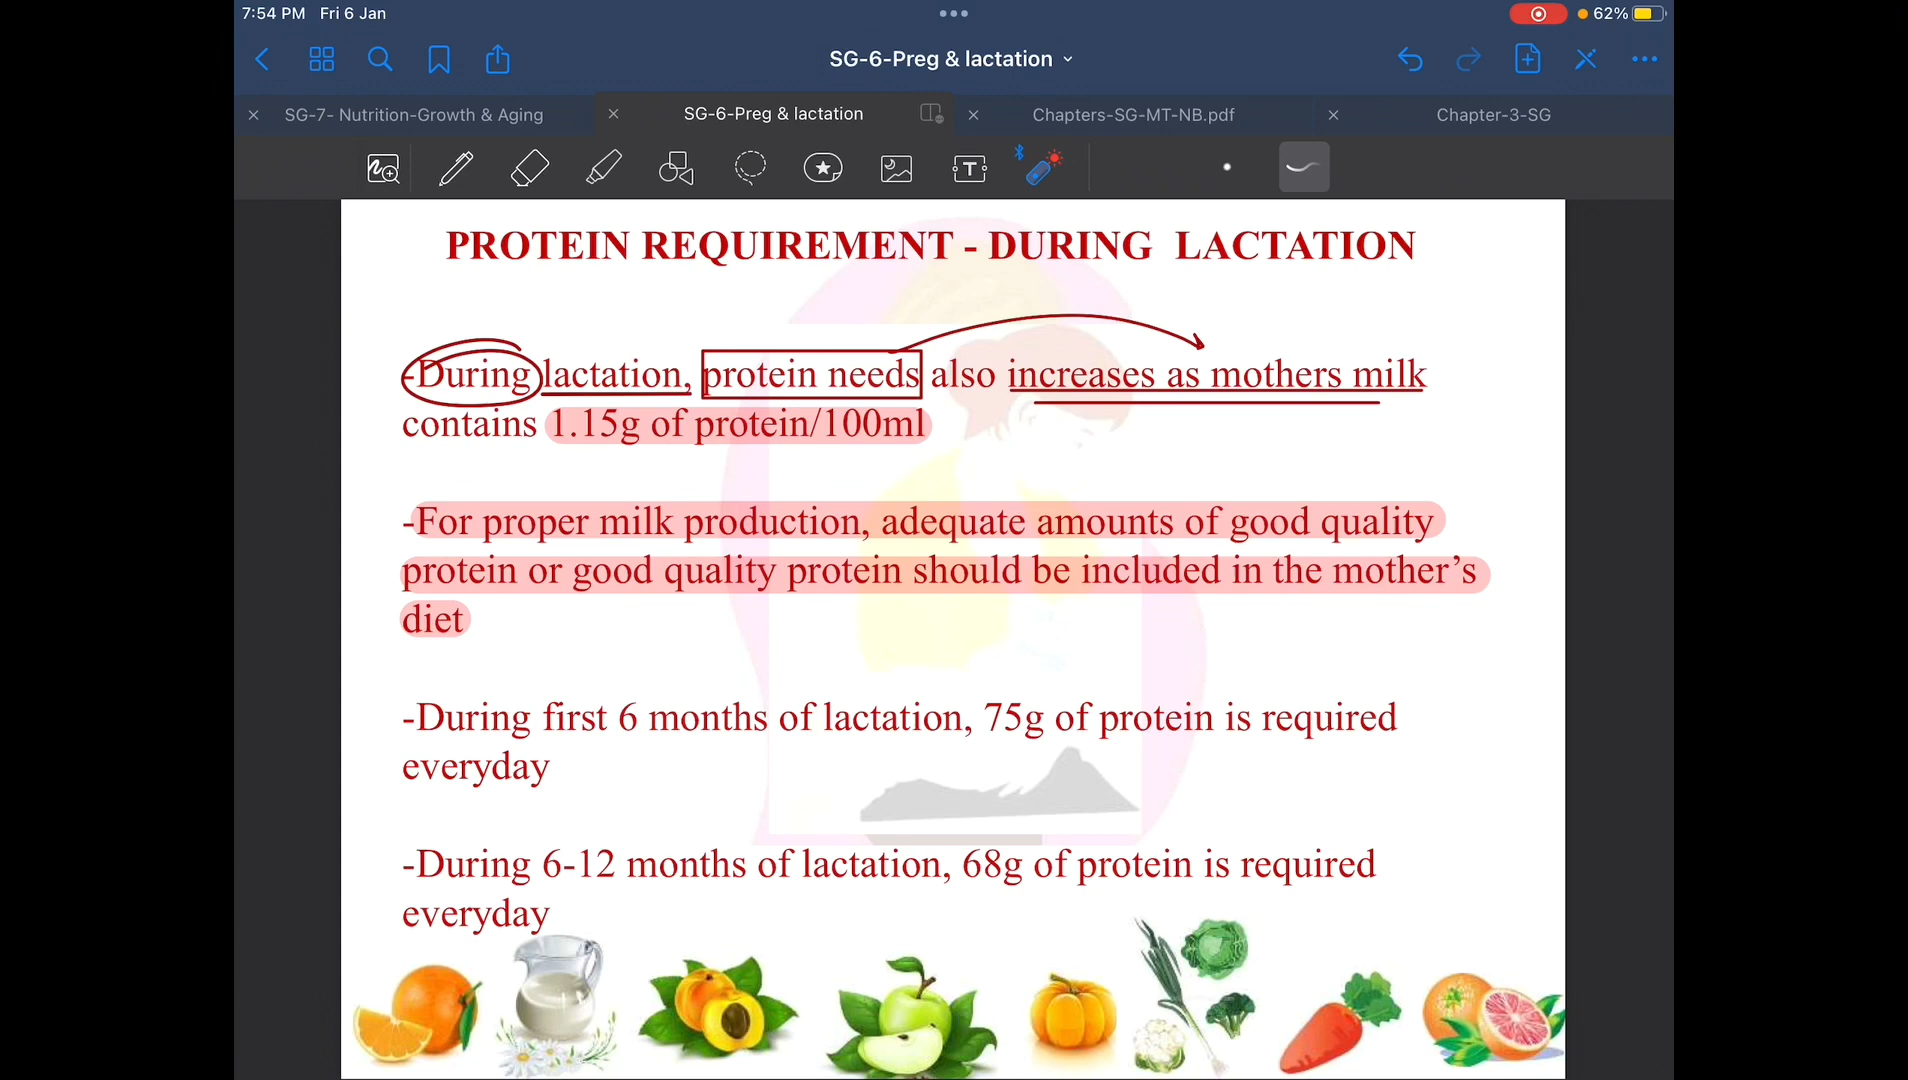 7:54 PM Fri 6 Jan
62%
SG-6-Preg & lactation
SG-7- Nutrition-Growth & Aging
SG-6-Preg & lactation
Chapters-SG-MT-NB.pdf
Chapter-3-SG
T
PROTEIN REQUIREMENT - DURING LACTATION
-During lactation, protein needs also increases as mothers milk
contains 1.15g of protein/100ml
-For proper milk production, adequate amounts of good quality
protein or good quality protein should be included in the mother’s
diet
-During first 6 months of lactation, 75g of protein is required
everyday
-During 6-12 months of lactation, 68g of protein is required
everyday